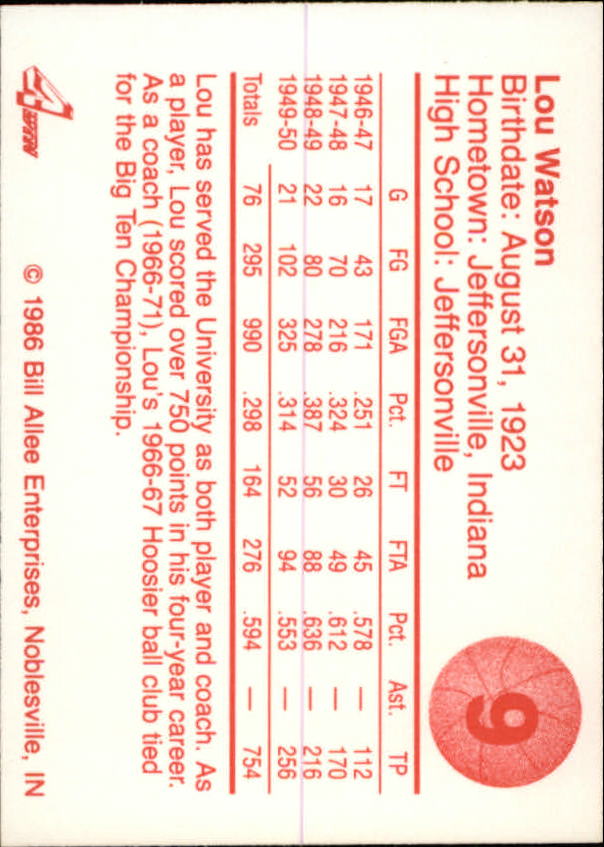 Lou Watson
Birthdate: August 31, 1923
Hometown: Jeffersonville, Indiana
High School: Jeffersonville
9
G FG FGA Pct. FT FTA Pct. Ast. TP
1946-47 17 43 171 .251 26 45 .578 — 112
1947-48 16 70 216 .324 30 49 .612 — 170
1948-49 22 80 278 .387 56 88 .636 — 216
1949-50 21 102 325 .314 52 94 .553 — 256
Totals 76 295 990 .298 164 276 .594 — 754
Lou has served the University as both player and coach. As
a player, Lou scored over 750 points in his four-year career.
As a coach (1966-71), Lou's 1966-67 Hoosier ball club tied
for the Big Ten Championship.
© 1986 Bill Allee Enterprises, Noblesville, IN